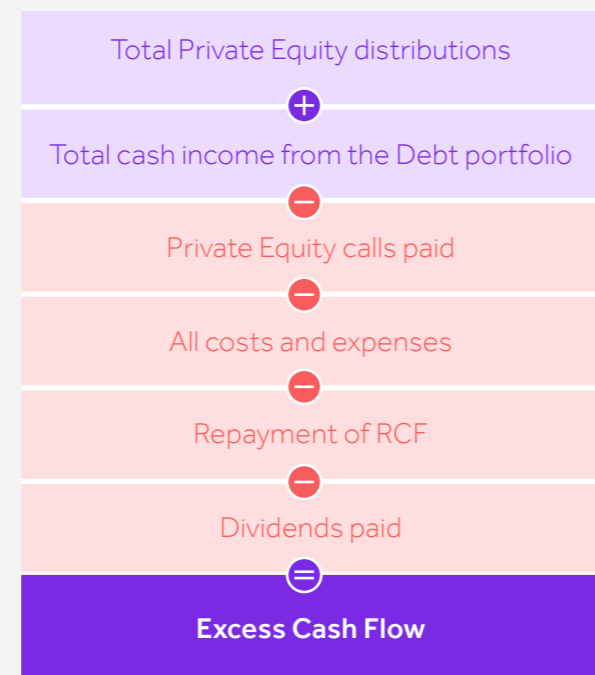 Total Private Equity distributions
+
Total cash income from the Debt portfolio
−
Private Equity calls paid
−
All costs and expenses
−
Repayment of RCF
−
Dividends paid
=
Excess Cash Flow